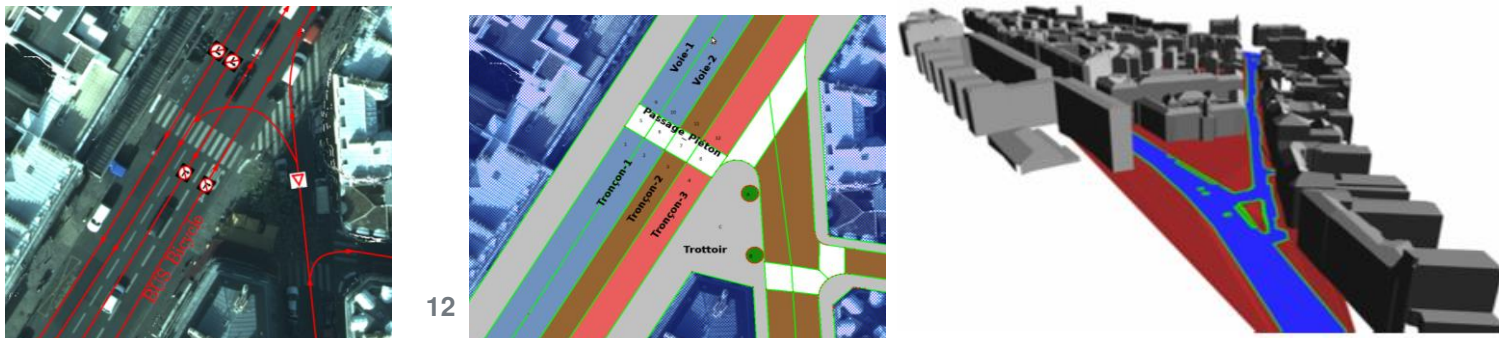 BUS Bicycle
12
Voie-1
Voie-2
Passage Piéton
Tronçon-1
Tronçon-2
Tronçon-3
Trottoir